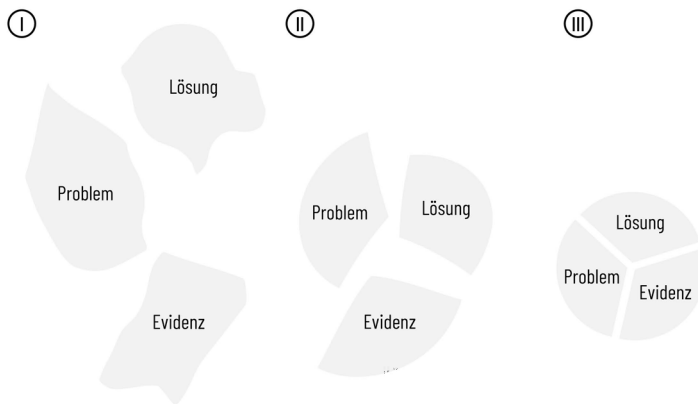 I
II
III
Lösung
Problem
Evidenz
Problem
Lösung
Evidenz
Lösung
Problem
Evidenz